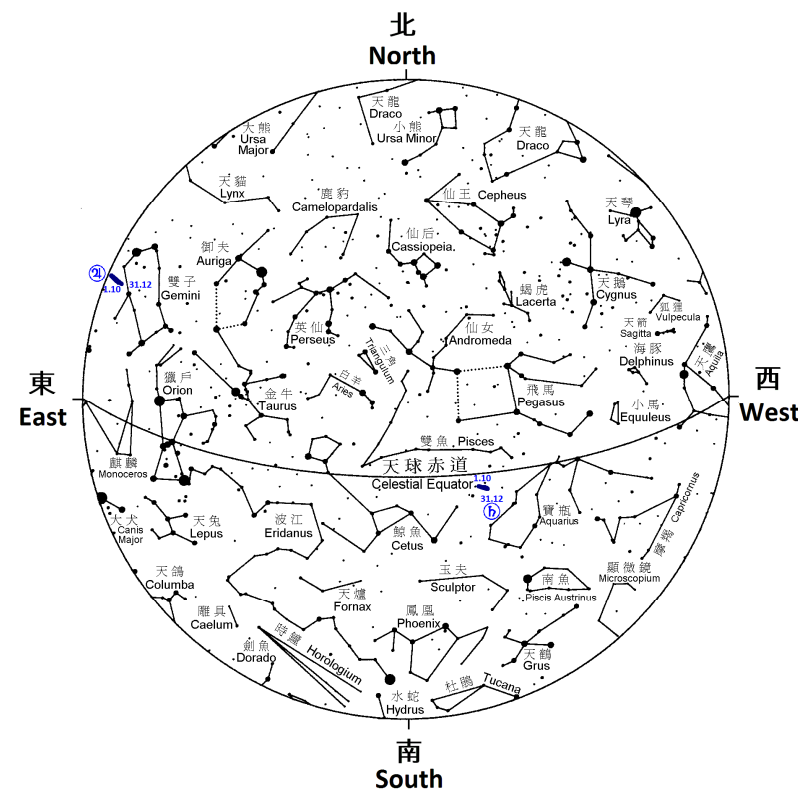 北
North
天龍
Draco
大熊
Ursa
Major
小熊
Ursa Minor
天龍
Draco
天貓
Lynx
鹿豹
Camelopardalis
仙王 Cepheus
天琴
Lyra
御夫
Auriga
仙后
Cassiopeia.
♃
1.10
31.12
雙子
Gemini
蝎虎
Lacerta
天鵝
Cygnus
狐狸
Vulpecula
天箭
Sagitta
英仙
Perseus
三角
Triangulum
仙女
Andromeda
海豚
Delphinus
天鷹
Aquila
東
East
獵戶
Orion
金牛
Taurus
白羊
Aries
飛馬
Pegasus
小馬
Equuleus
西
West
雙魚 Pisces
麒麟
Monoceros
天球赤道
Celestial Equator
1.10
31.12
♄
大犬
Canis
Major
天兔
Lepus
波江
Eridanus
鯨魚
Cetus
寶瓶
Aquarius
摩羯 Capricornus
天鴿
Columba
天爐
Fornax
玉夫
Sculptor
南魚
Piscis Austrinus
顯微鏡
Microscopium
雕具
Caelum
時鐘 Horologium
鳳凰
Phoenix
劍魚
Dorado
天鶴
Grus
水蛇
Hydrus
杜鵑 Tucana
南
South